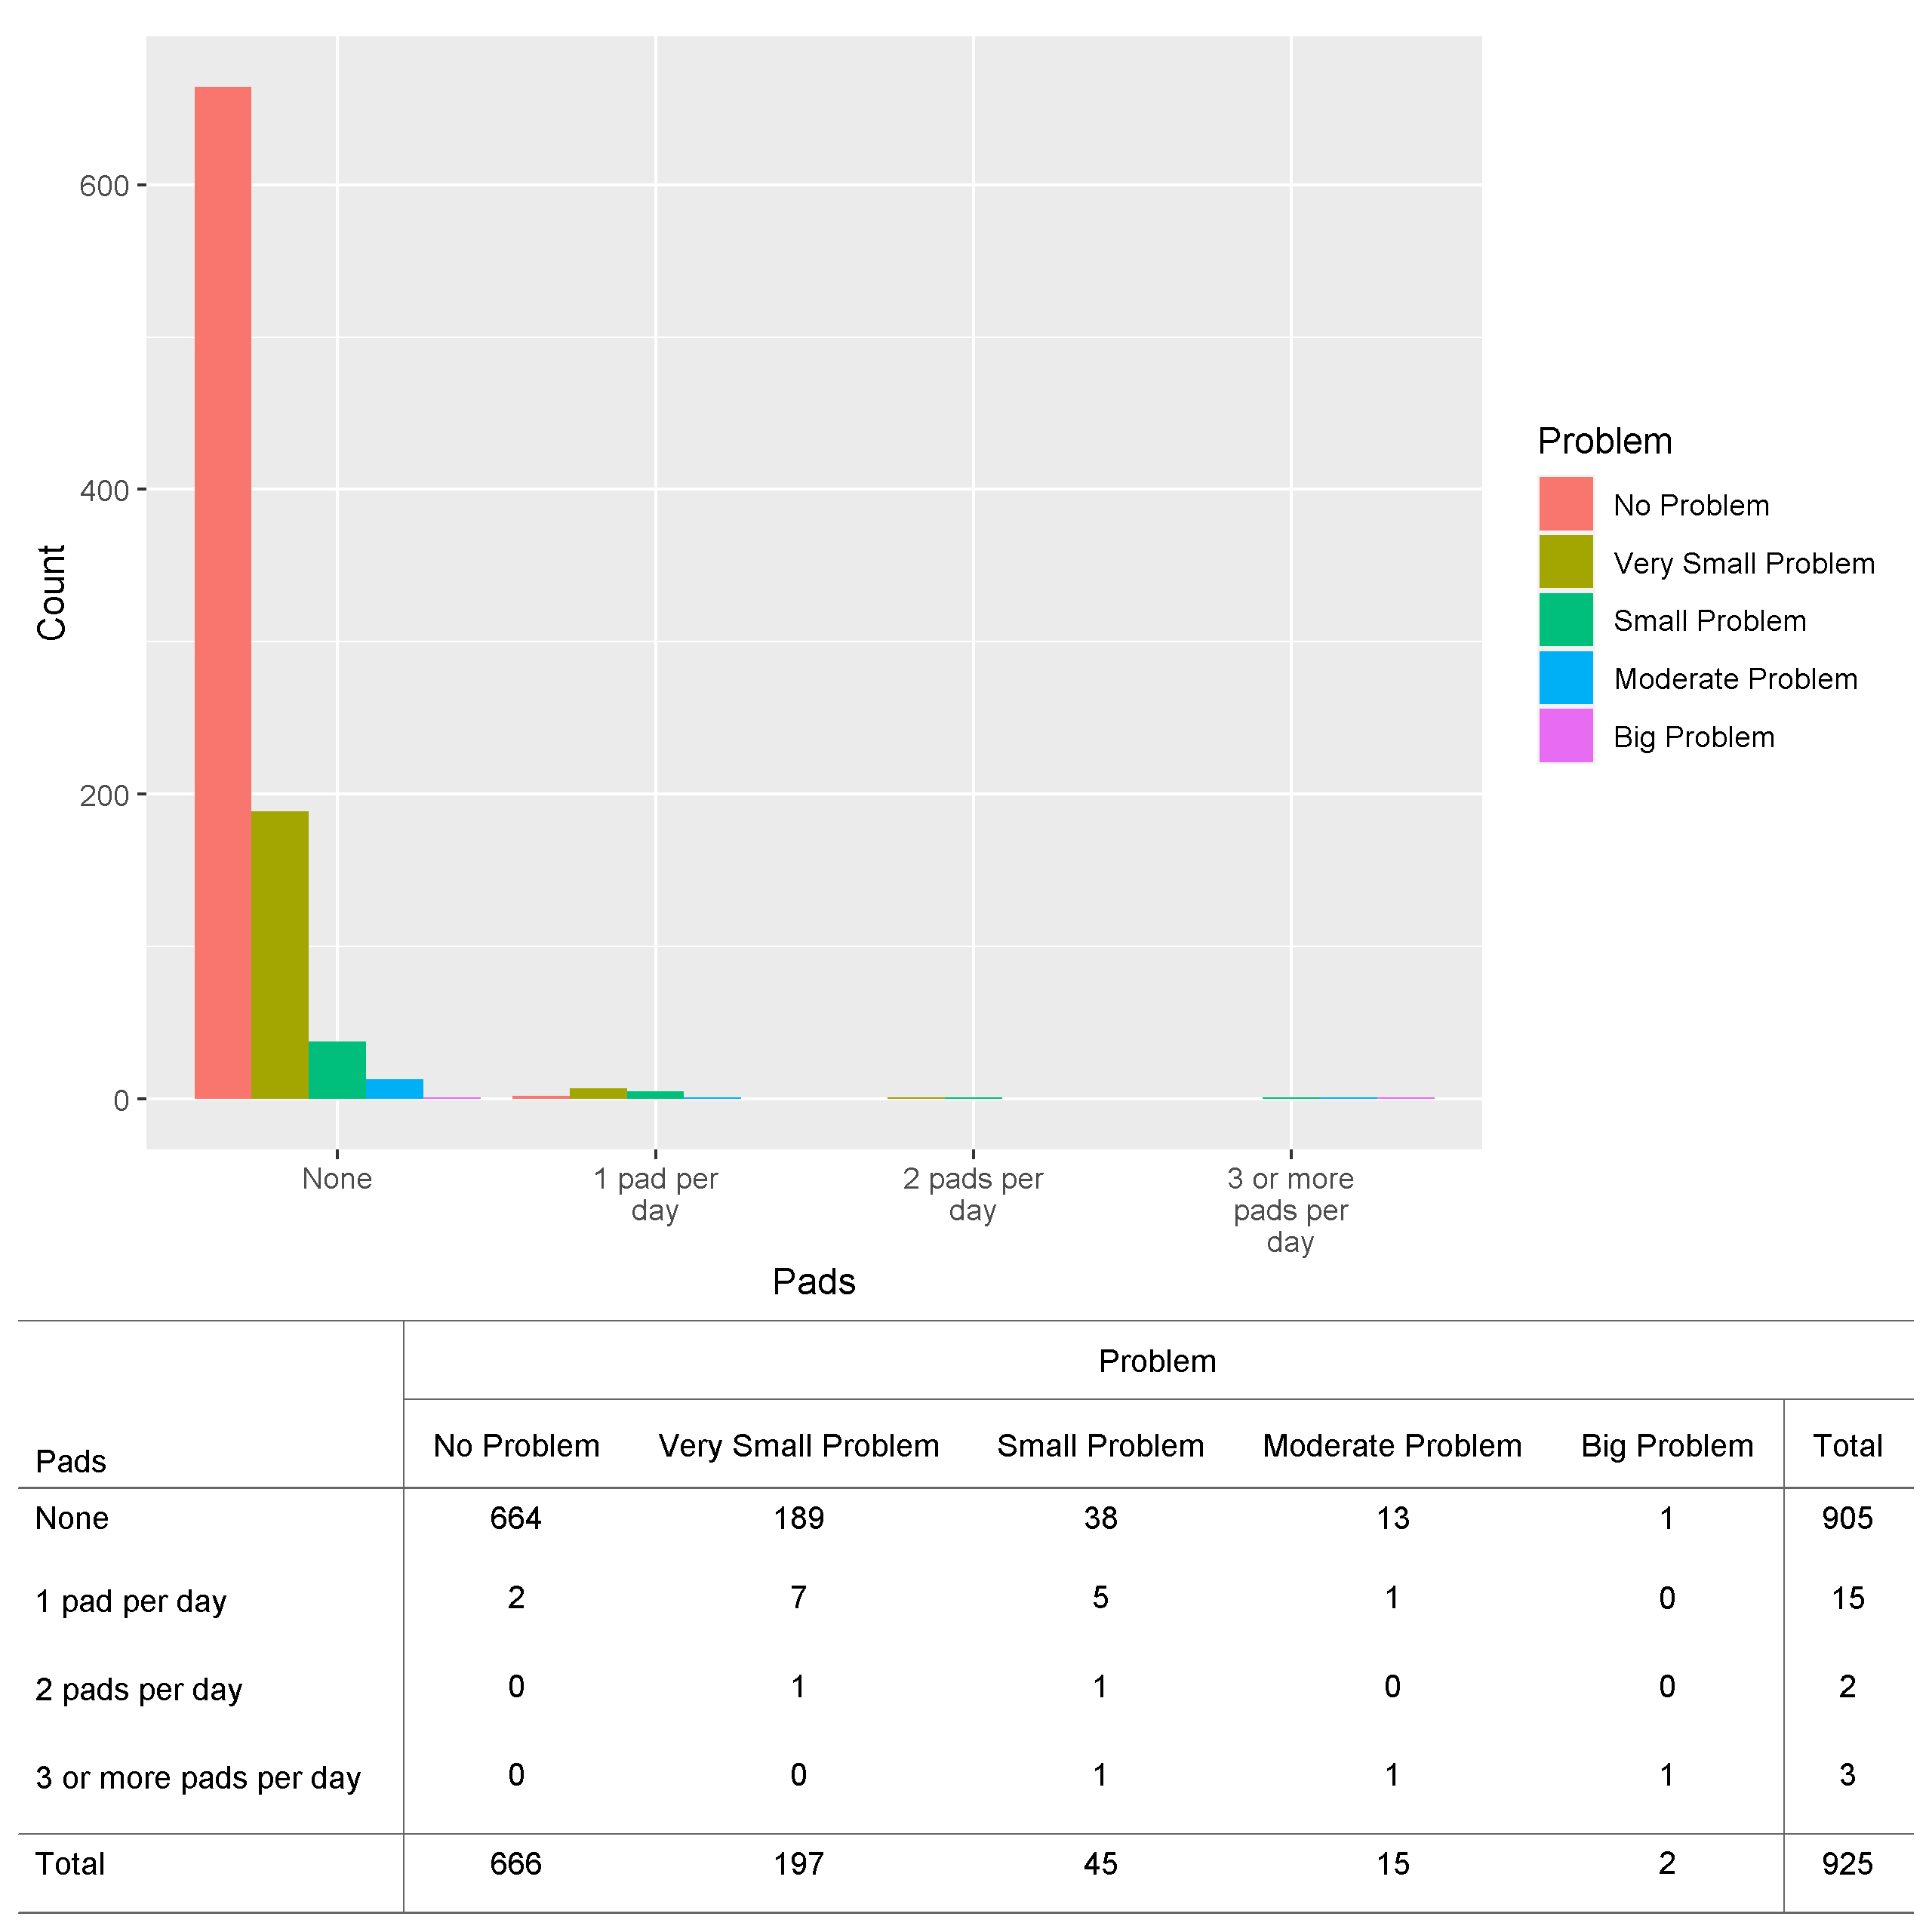 600
400
200
0
Count
None
1 pad per
day
2 pads per
day
3 or more
pads per
day
Pads
Problem
No Problem
Very Small Problem
Small Problem
Moderate Problem
Big Problem
Problem
Pads No Problem Very Small Problem Small Problem Moderate Problem Big Problem Total
None 664 189 38 13 1 905
1 pad per day 2 7 5 1 0 15
2 pads per day 0 1 1 0 0 2
3 or more pads per day 0 0 1 1 1 3
Total 666 197 45 15 2 925